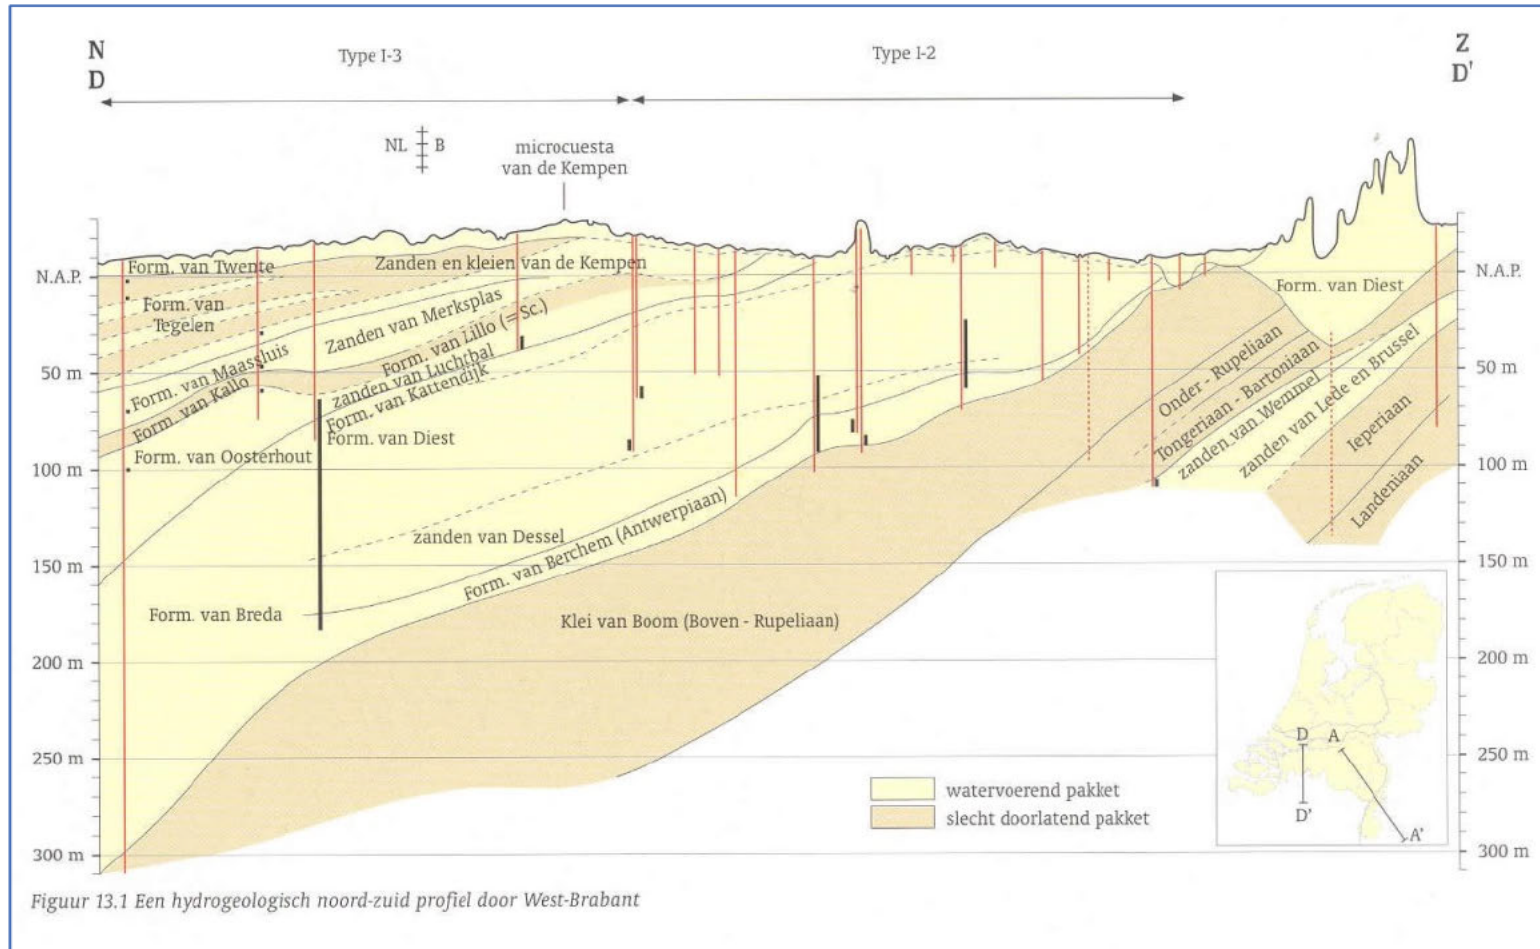 N
D
Type I-3
Type I-2
Z
D'
NL
B
microcuesta
van de Kempen
N.A.P.
50 m
100 m
150 m
200 m
250 m
300 m
Form. van Twente
Zanden en kleien van de Kempen
Form. van
Tegelen
Zanden van Merksplas
Form. van Lillo (= Sc.)
Form. van Maassluis
zanden van Luchtbal
Form. van Kallo
Form. van Kattendijk
Form. van Diest
Form. van Oosterhout
zanden van Dessel
Form. van Berchem (Antwerpiaan)
Form. van Breda
Klei van Boom (Boven - Rupeliaan)
Form. van Diest
Onder - Rupeliaan
Tongeriaan - Bartoniaan
zanden van Wemmel
zanden van Lede en Brussel
Ieperiaan
Landeniaan
N.A.P.
50 m
100 m
150 m
200 m
250 m
300 m
watervoerend pakket
slecht doorlatend pakket
D
A
D'
A'
Figuur 13.1 Een hydrogeologisch noord-zuid profiel door West-Brabant